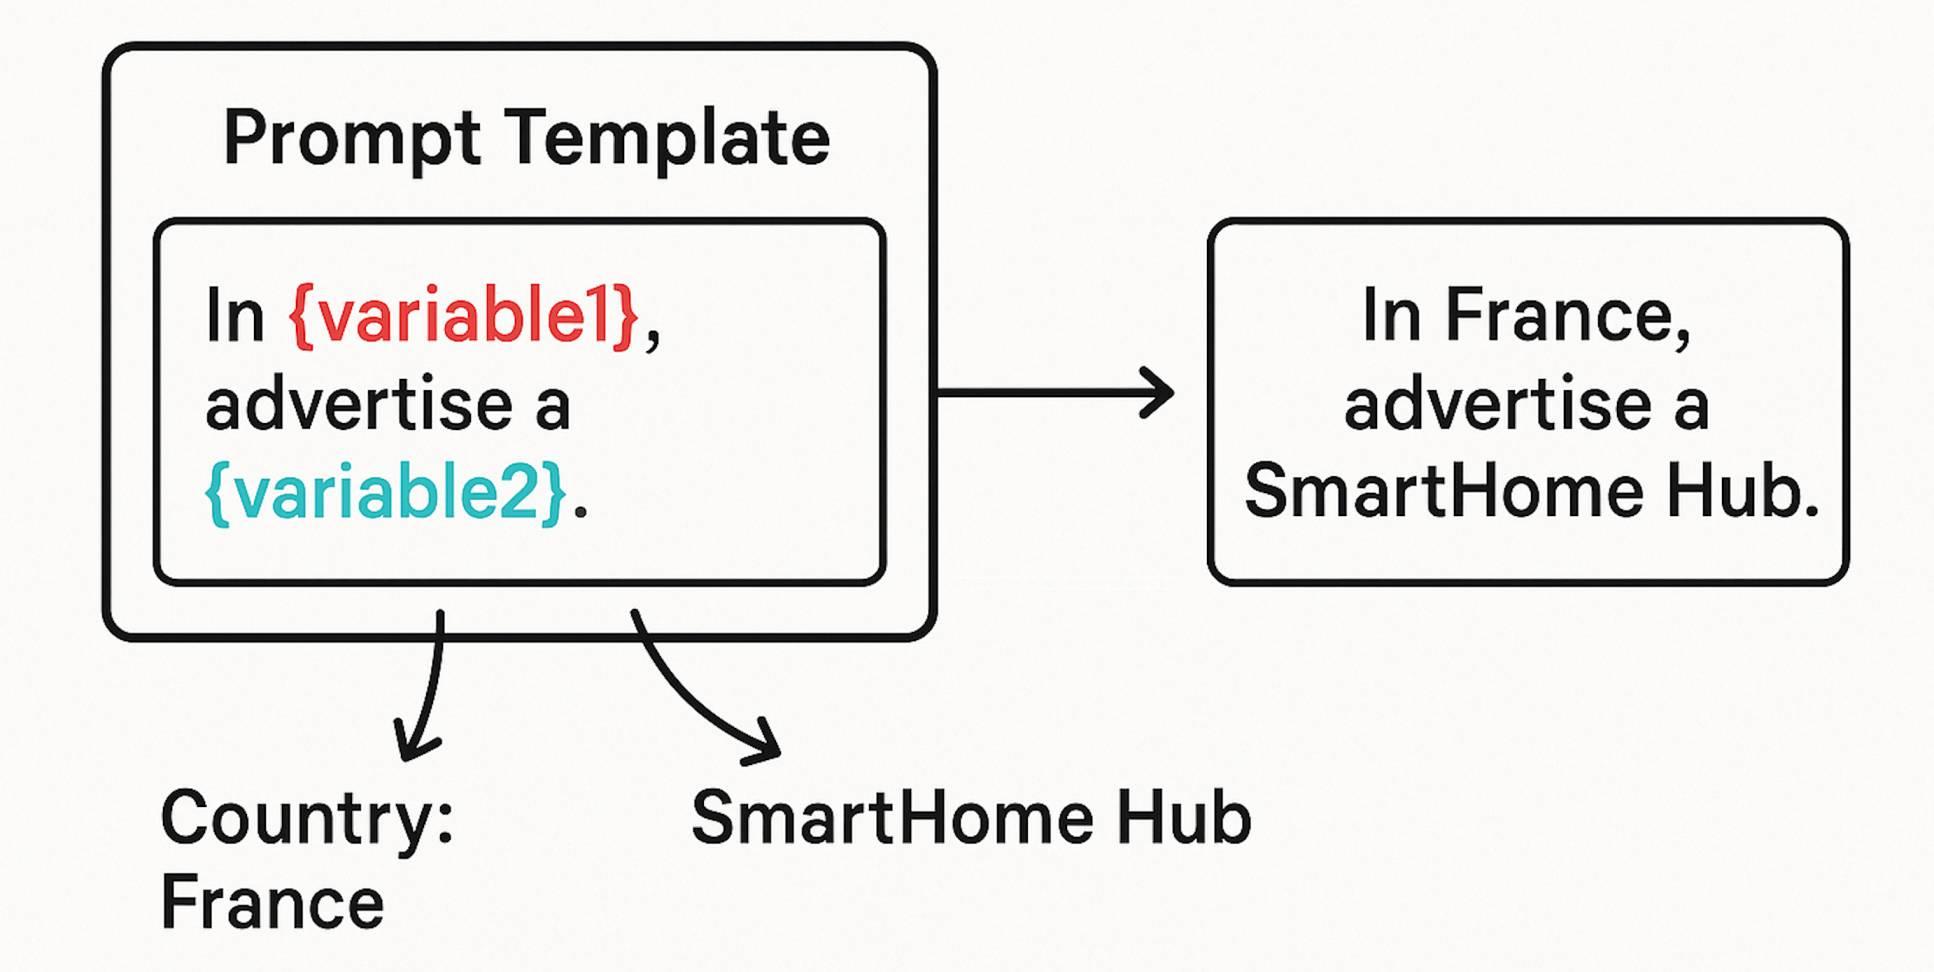 Prompt Template
In {variable1},
advertise a
{variable2}.
In France,
advertise a
SmartHome Hub.
Country:
France
SmartHome Hub